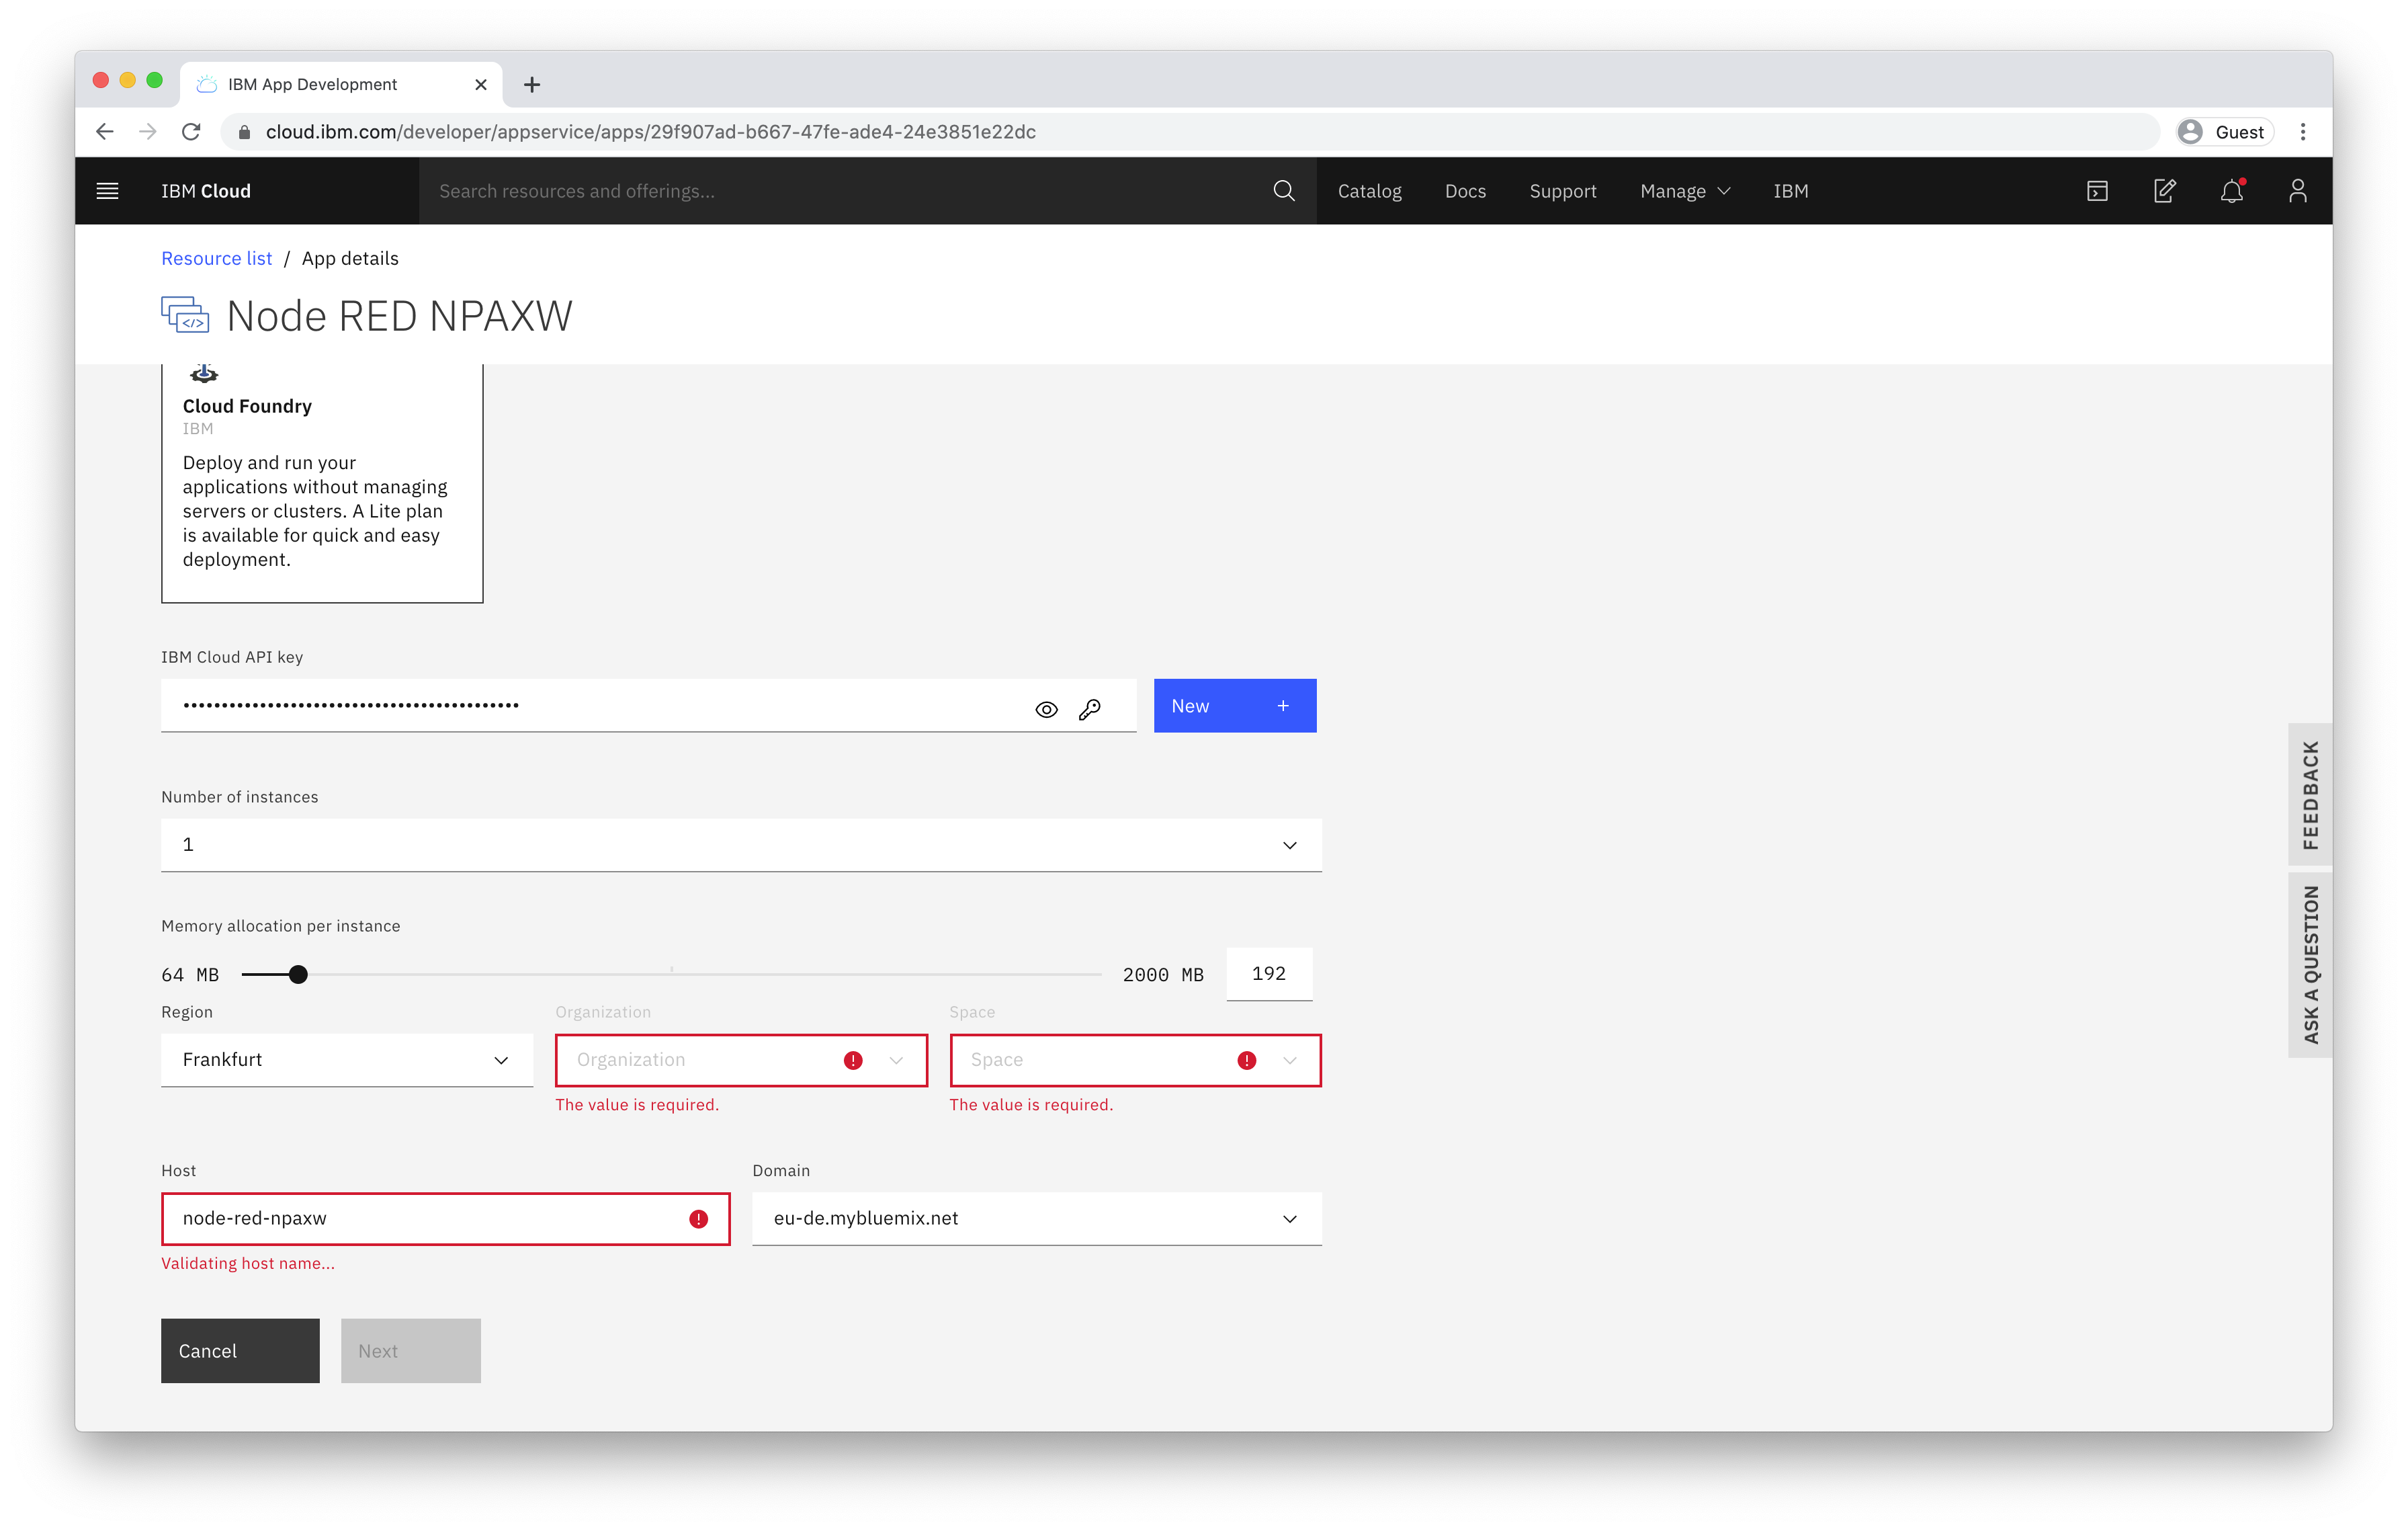 IBM App Development
cloud.ibm.com/developer/appservice/apps/29f907ad-b667-47fe-ade4-24e3851e22dc
Guest
IBM Cloud
Search resources and offerings...
Catalog
Docs
Support
Manage
IBM
Resource list / App details
Node RED NPAXW
Cloud Foundry
IBM
Deploy and run your
applications without managing
servers or clusters. A Lite plan
is available for quick and easy
deployment.
IBM Cloud API key
New +
Number of instances
1
Memory allocation per instance
64 MB
2000 MB
192
Region
Organization
Space
Frankfurt
Organization
Space
The value is required.
The value is required.
Host
Domain
node-red-npaxw
eu-de.mybluemix.net
Validating host name...
Cancel
Next
FEEDBACK
ASK A QUESTION